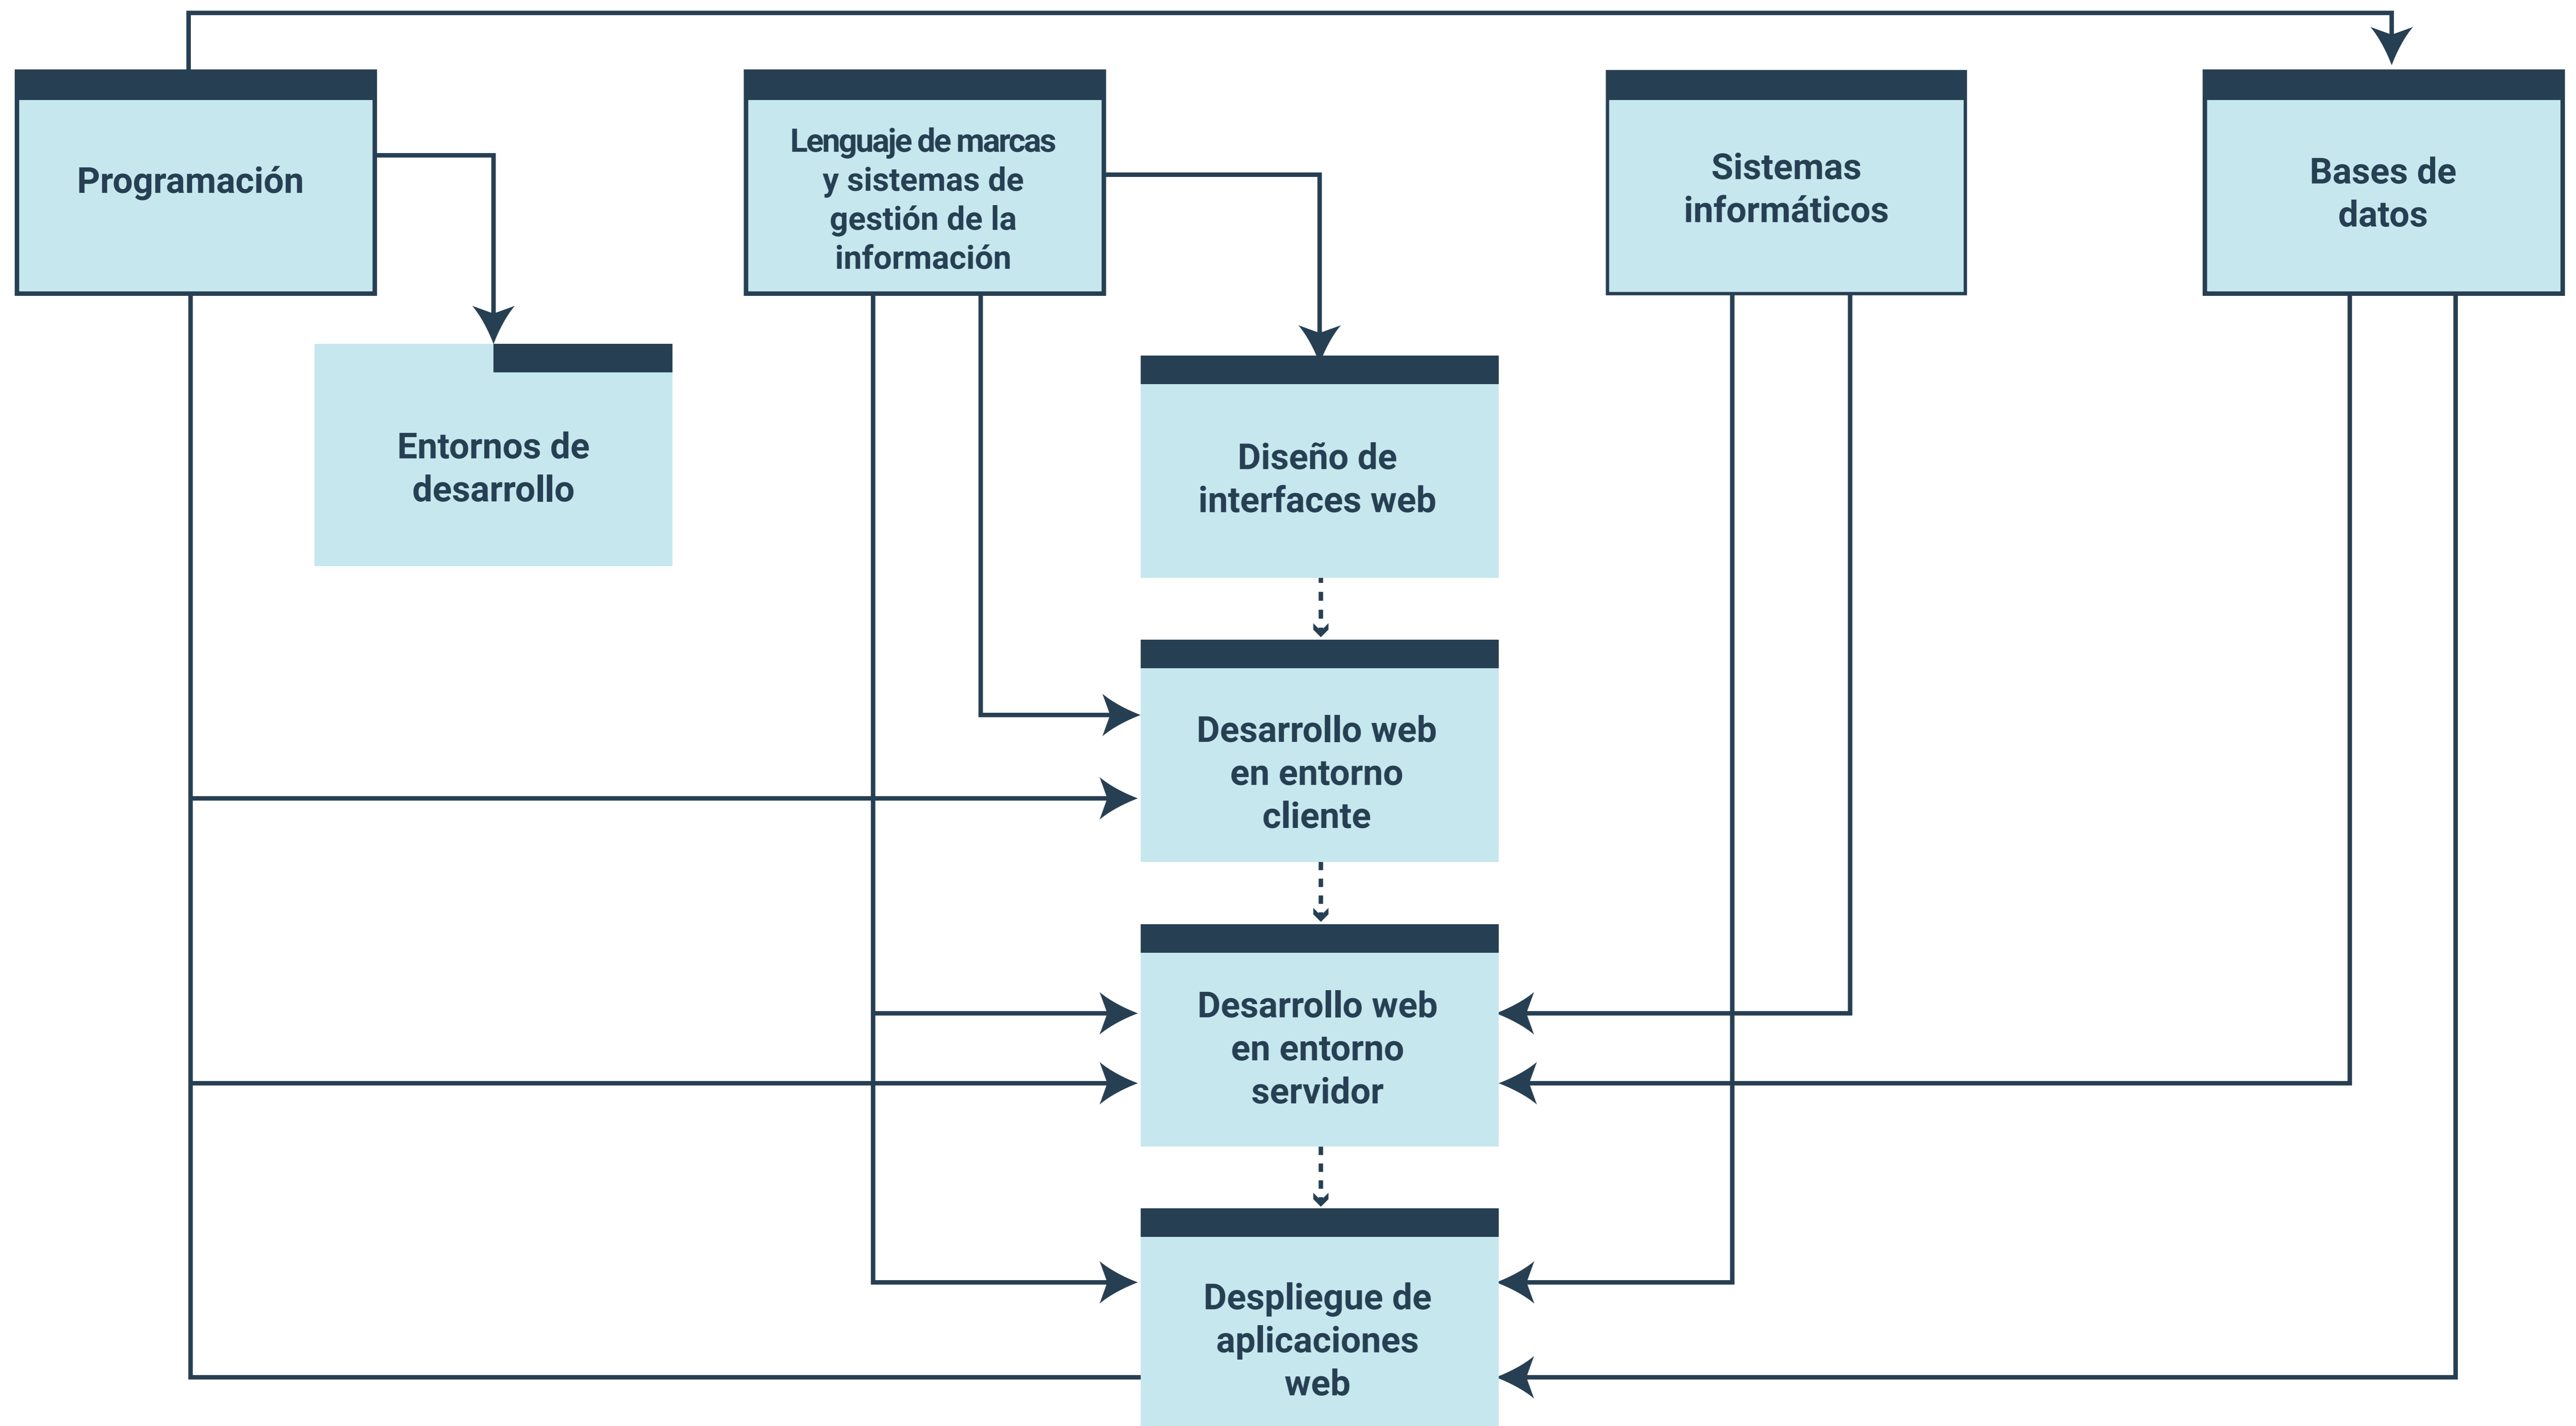 Programación
Lenguaje de marcas
y sistemas de
gestión de la
información
Sistemas
informáticos
Bases de
datos
Entornos de
desarrollo
Diseño de
interfaces web
Desarrollo web
en entorno
cliente
Desarrollo web
en entorno
servidor
Despliegue de
aplicaciones
web